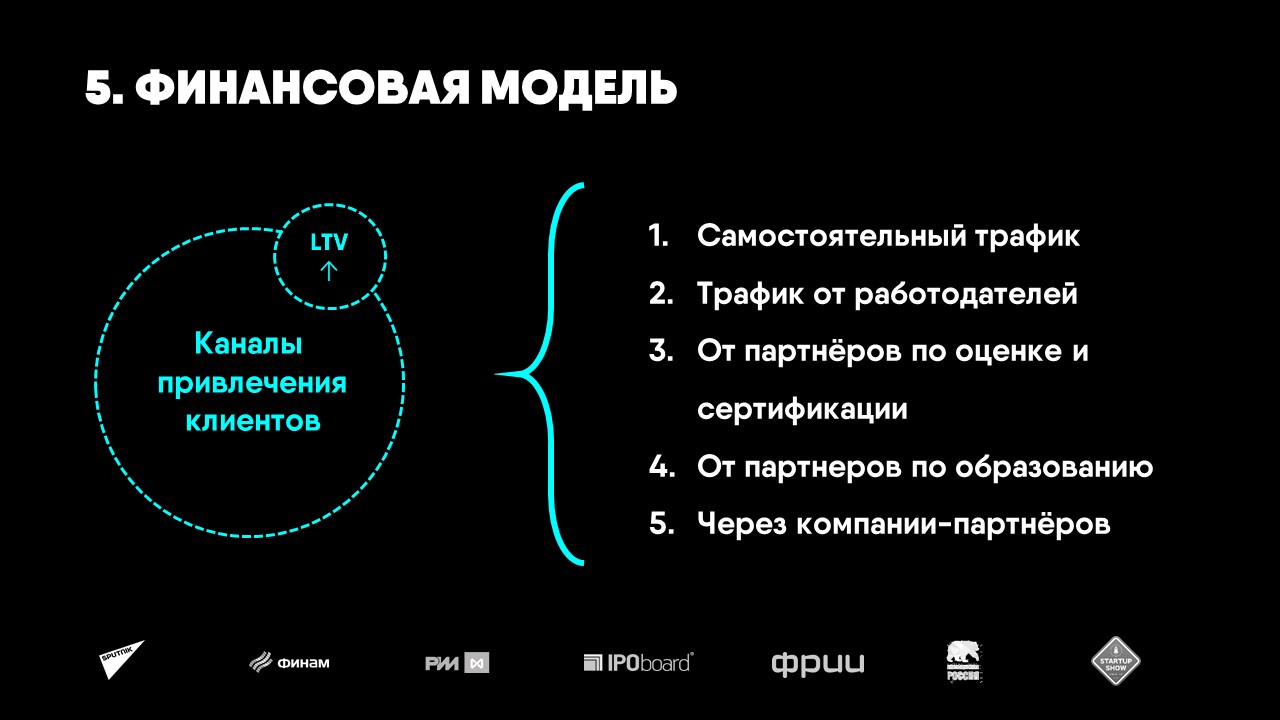 5. ФИНАНСОВАЯ МОДЕЛЬ
LTV
Каналы
привлечения
клиентов
1. Самостоятельный трафик
2. Трафик от работодателей
3. От партнёров по оценке и
сертификации
4. От партнеров по образованию
5. Через компании-партнёров
SPUTNIK
ФИНАМ
РИИ
IPOboard
фрии
РОССИЯ
STARTUP
SHOW